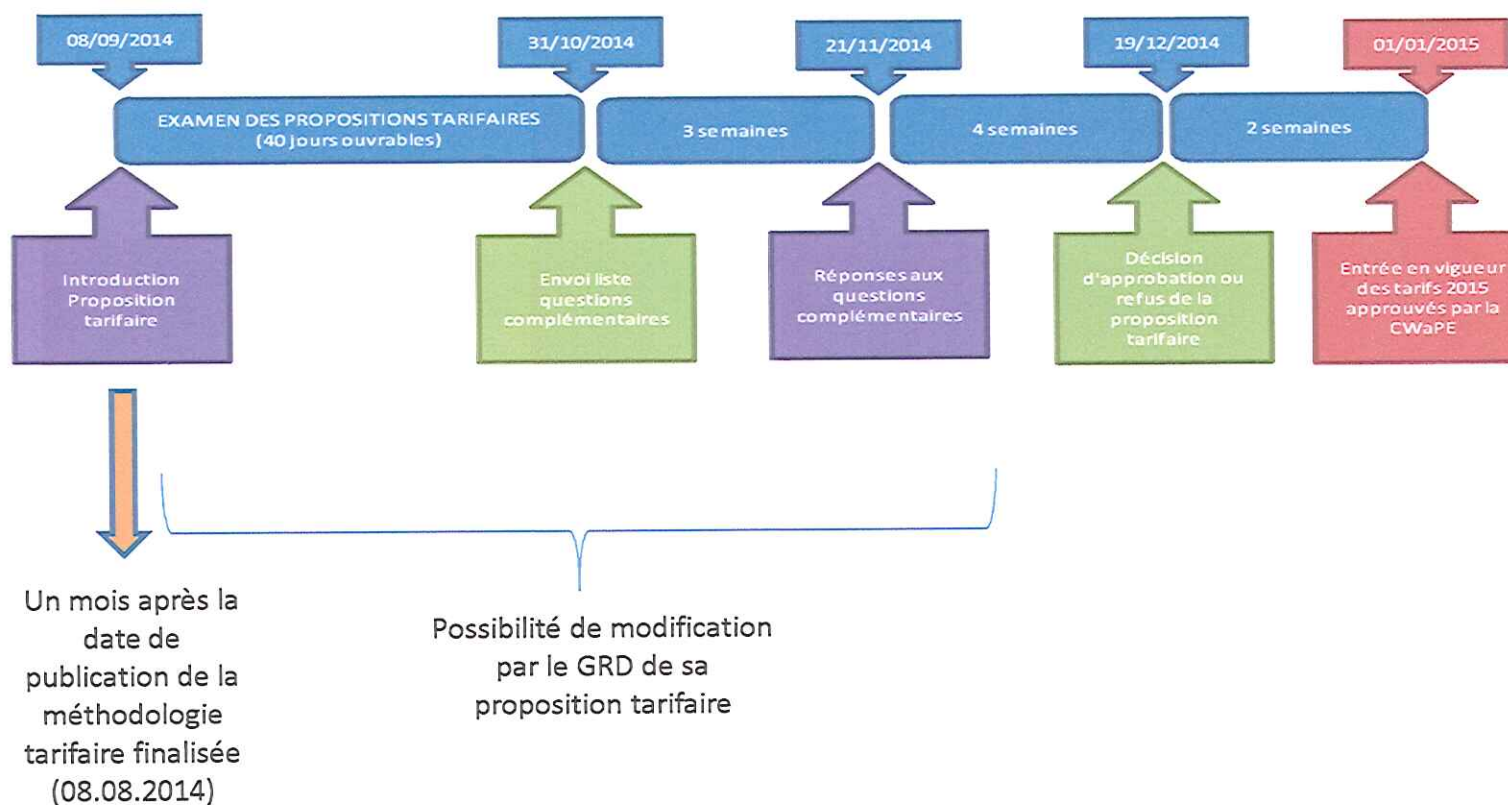 08/09/2014
31/10/2014
21/11/2014
19/12/2014
01/01/2015
EXAMEN DES PROPOSITIONS TARIFAIRES
(40 jours ouvrables)
3 semaines
4 semaines
2 semaines
Introduction
Proposition
tarifaire
Envoi liste
questions
complémentaires
Réponses aux
questions
complémentaires
Décision
d'approbation ou
refus de la
proposition
tarifaire
Entrée en vigueur
des tarifs 2015
approuvés par la
CWaPE
Un mois après la
date de
publication de la
méthodologie
tarifaire finalisée
(08.08.2014)
Possibilité de modification
par le GRD de sa
proposition tarifaire